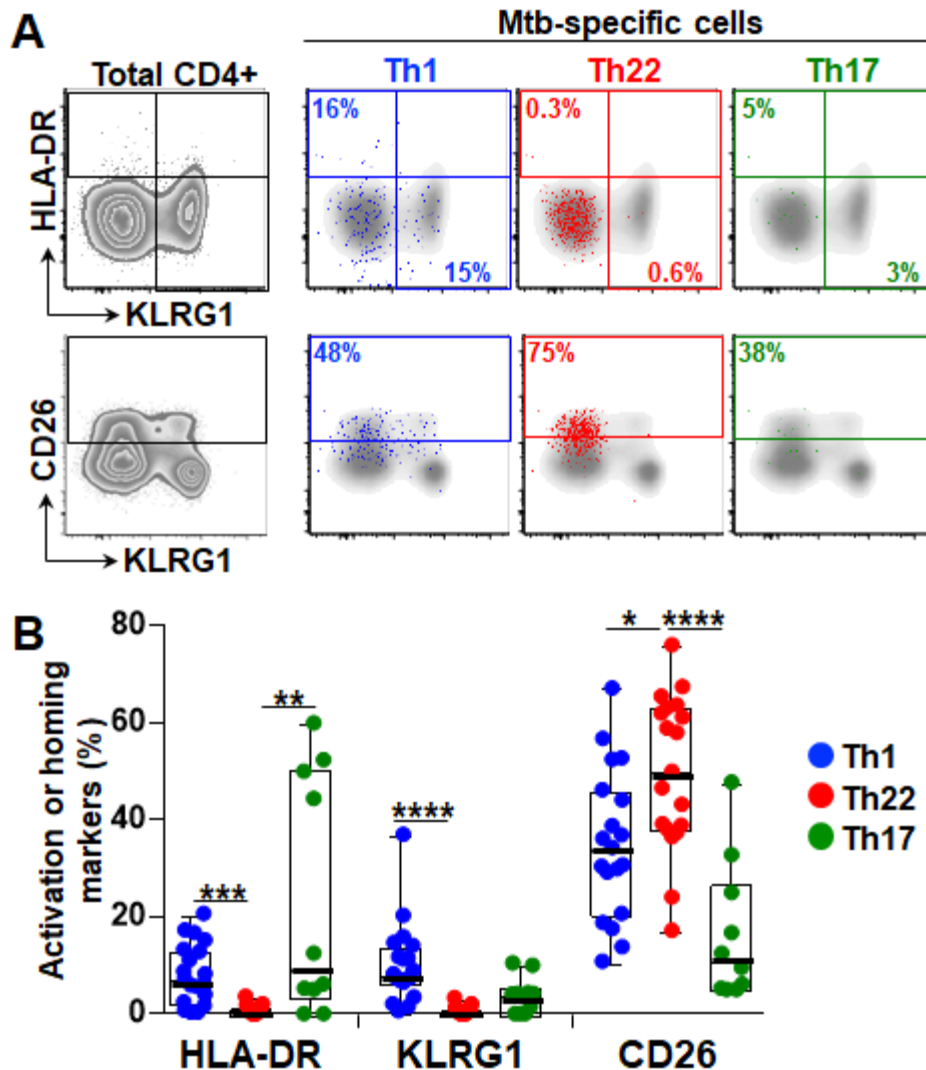 A
Mtb-specific cells
Total CD4+
Th1
Th22
Th17
HLA-DR
16%
15%
0.3%
0.6%
5%
3%
KLRG1
CD26
48%
75%
38%
KLRG1
B
Activation or homing
markers (%)
80
60
40
20
0
***
**
****
*
****
HLA-DR
KLRG1
CD26
Th1
Th22
Th17